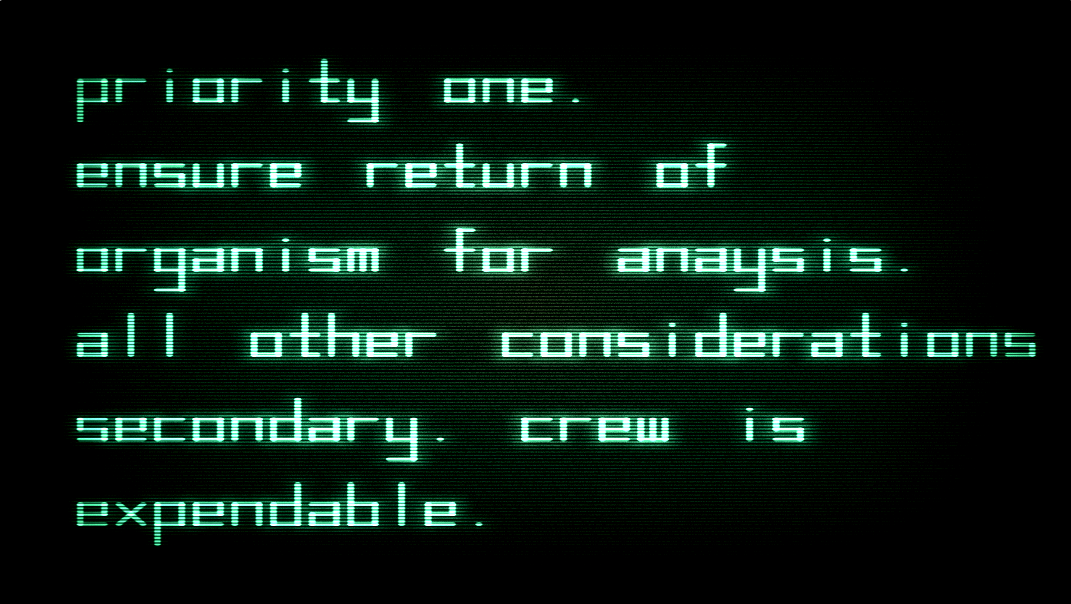 priority one.
ensure return of
organism for anaysis.
all other considerations
secondary. crew is
expendable.